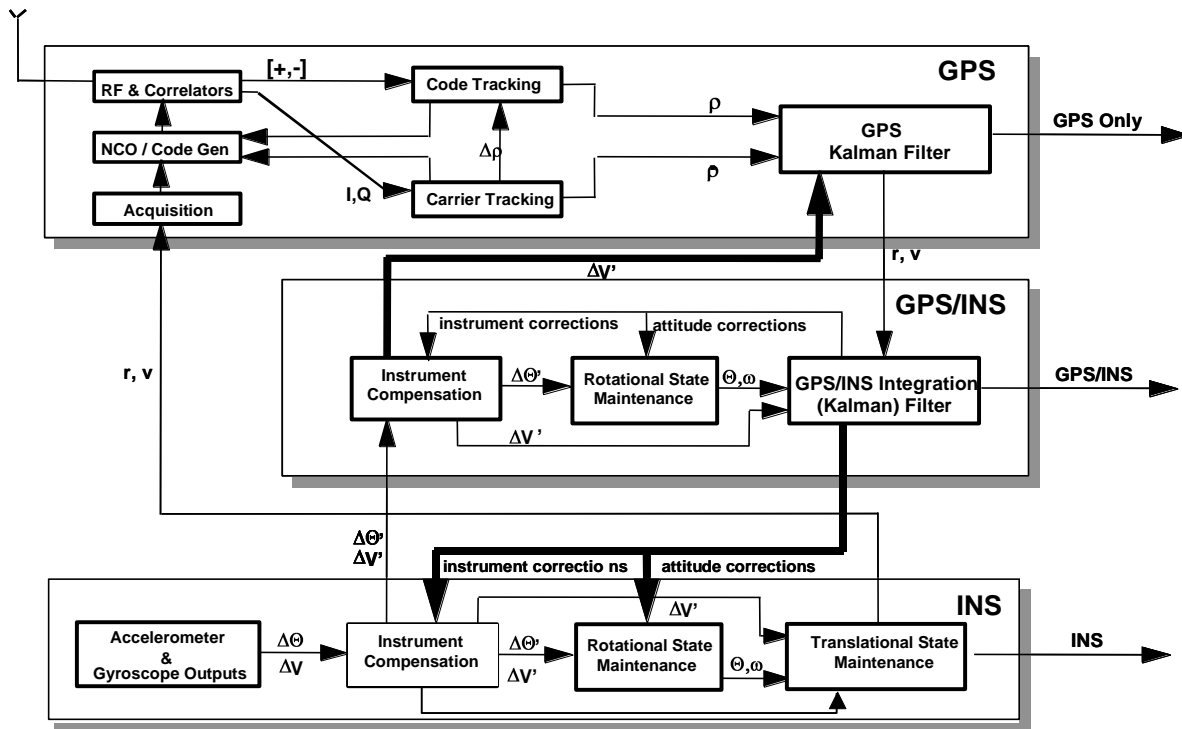 GPS
[+,-]
RF & Correlators
Code Tracking
ρ
GPS Only
NCO / Code Gen
Δρ
GPS
Kalman Filter
ρ̇
I,Q
Acquisition
Carrier Tracking
ΔV'
r, v
GPS/INS
instrument corrections
attitude corrections
r, v
Instrument
Compensation
ΔΘ'
Rotational State
Maintenance
Θ,ω
GPS/INS Integration
(Kalman) Filter
GPS/INS
ΔV '
ΔΘ'
ΔV'
instrument correctio ns
attitude corrections
INS
ΔV'
Accelerometer
&
Gyroscope Outputs
ΔΘ
ΔV
Instrument
Compensation
ΔΘ'
ΔV'
Rotational State
Maintenance
Θ,ω
Translational State
Maintenance
INS